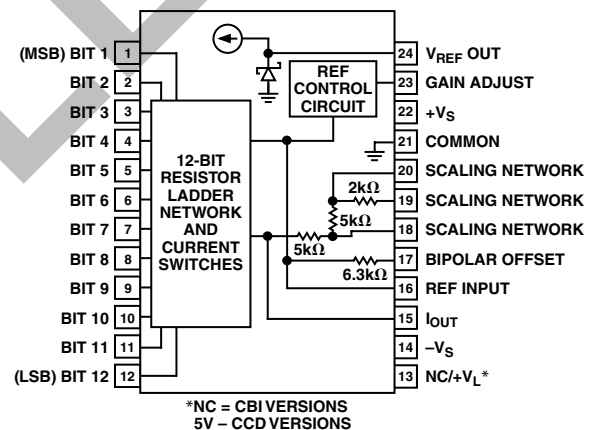 (MSB) BIT 1 1
BIT 2 2
BIT 3 3
BIT 4 4
BIT 5 5
BIT 6 6
BIT 7 7
BIT 8 8
BIT 9 9
BIT 10 10
BIT 11 11
(LSB) BIT 12 12
12-BIT
RESISTOR
LADDER
NETWORK
AND
CURRENT
SWITCHES
REF
CONTROL
CIRCUIT
2kΩ
5kΩ
5kΩ
6.3kΩ
24 VREF OUT
23 GAIN ADJUST
22 +VS
21 COMMON
20 SCALING NETWORK
19 SCALING NETWORK
18 SCALING NETWORK
17 BIPOLAR OFFSET
16 REF INPUT
15 IOUT
14 –VS
13 NC/+VL*
*NC = CBI VERSIONS
5V – CCD VERSIONS